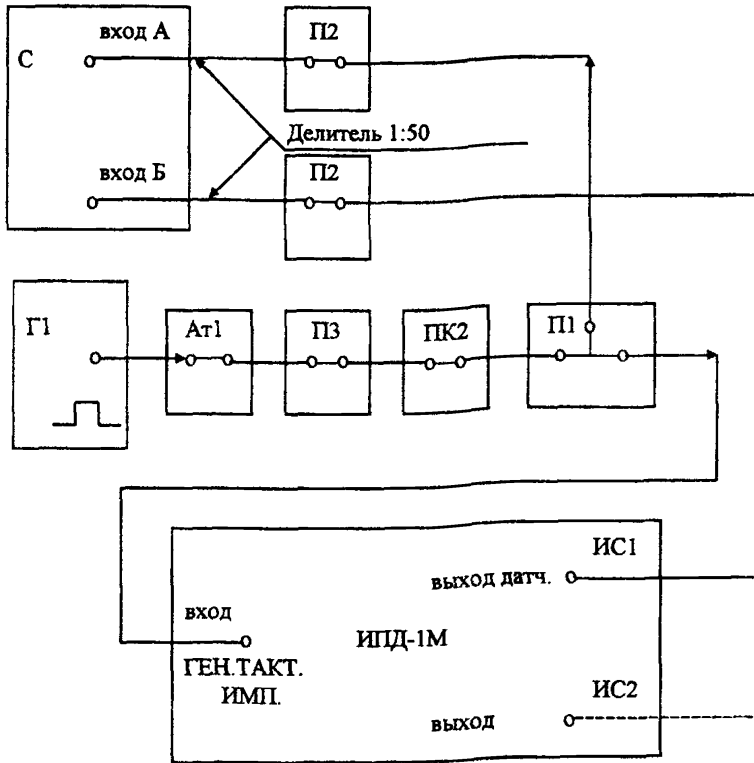 С
вход А
П2
Делитель 1:50
вход Б
П2
Г1
Ат1
П3
ПК2
П1
ИС1
выход датч.
вход
ИПД-1М
ГЕН.ТАКТ.
ИМП.
ИС2
выход